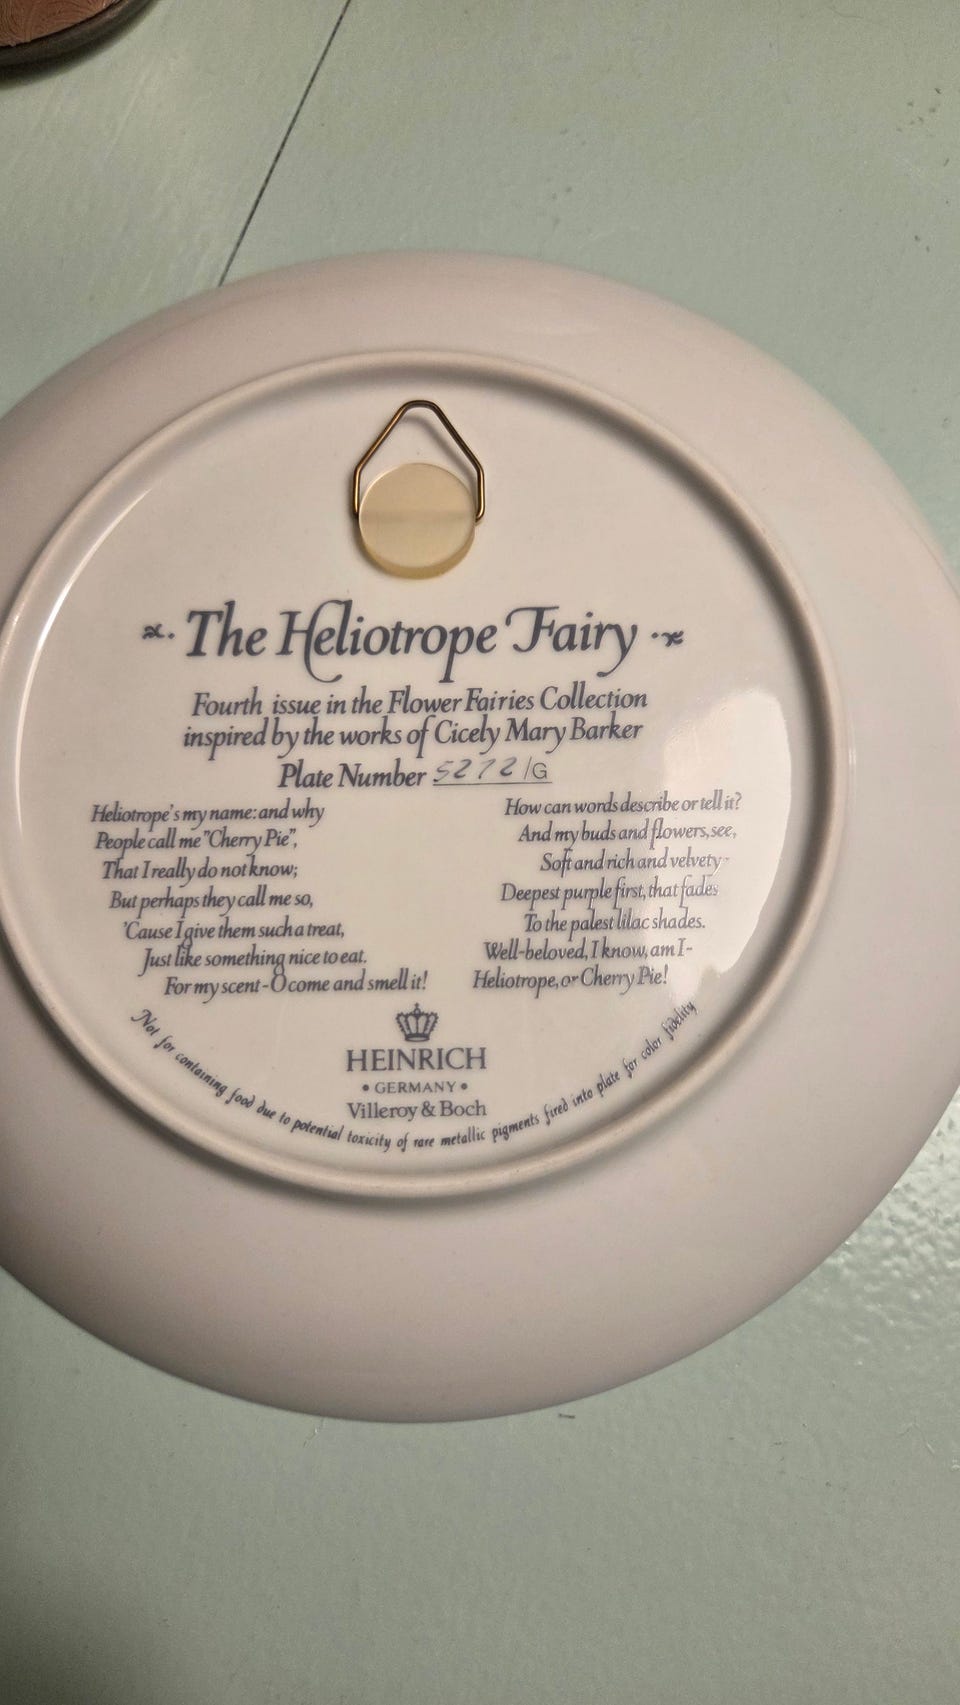 The Heliotrope Fairy
Fourth issue in the Flower Fairies Collection
inspired by the works of Cicely Mary Barker
Plate Number 5272/G
Heliotrope's my name: and why
People call me "Cherry Pie",
That I really do not know;
But perhaps they call me so,
'Cause I give them such a treat,
Just like something nice to eat.
For my scent - O come and smell it!
How can words describe or tell it?
And my buds and flowers, see,
Soft and rich and velvety -
Deepest purple first, that fades
To the palest lilac shades.
Well-beloved, I know, am I -
Heliotrope, or Cherry Pie!
HEINRICH
• GERMANY •
Villeroy & Boch
Not for containing food due to potential toxicity of rare metallic pigments fired into plate for color fidelity